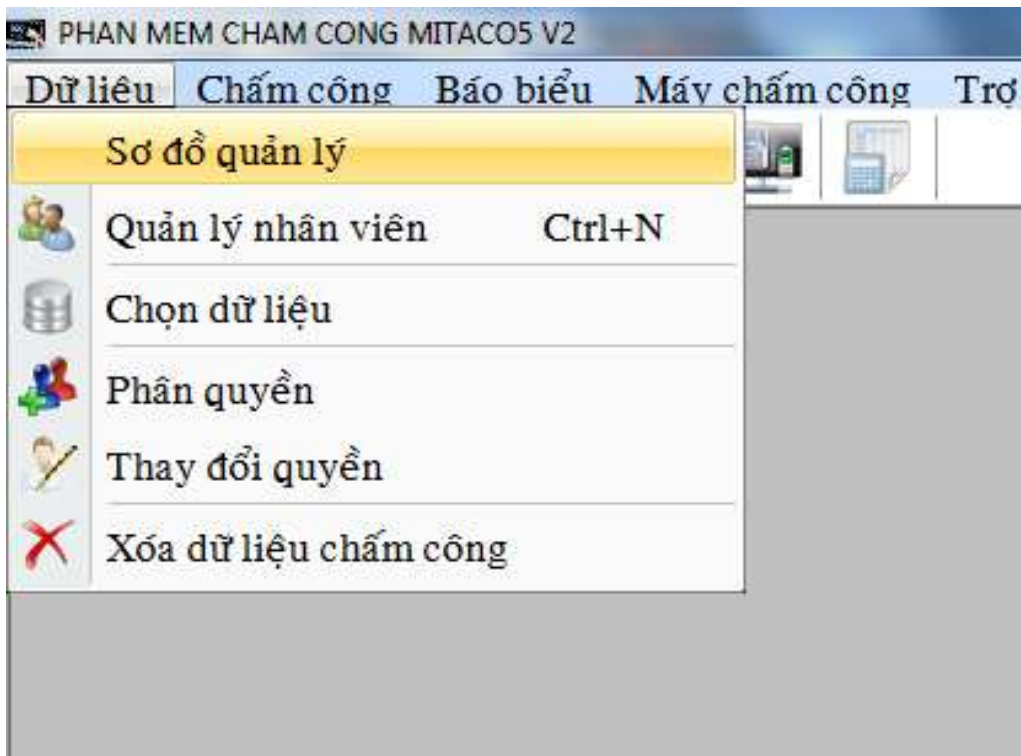 PHAN MEM CHAM CONG MITACO5 V2
Dữ liệu Chấm công Báo biểu Máy chấm công Trợ
Sơ đồ quản lý
Quản lý nhân viên Ctrl+N
Chọn dữ liệu
Phân quyền
Thay đổi quyền
Xóa dữ liệu chấm công